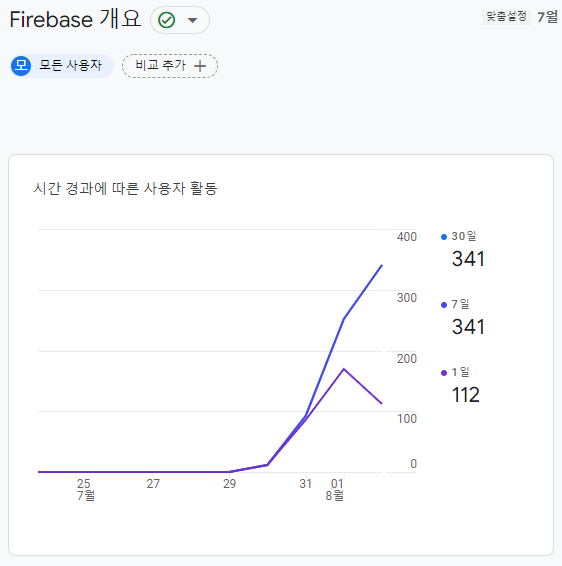 Firebase 개요
맞춤설정 7월
모 모든 사용자 비교 추가 +
시간 경과에 따른 사용자 활동
400
300
200
100
0
25
7월
27
29
31
01
8월
30일
341
7일
341
1일
112